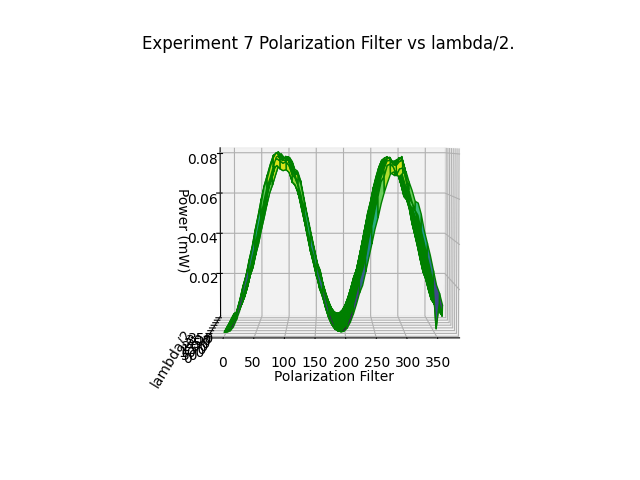 Experiment 7 Polarization Filter vs lambda/2.
0.08
0.06
0.04
0.02
Power (mW)
lambda/2
0 50 100 150 200 250 300 350
Polarization Filter